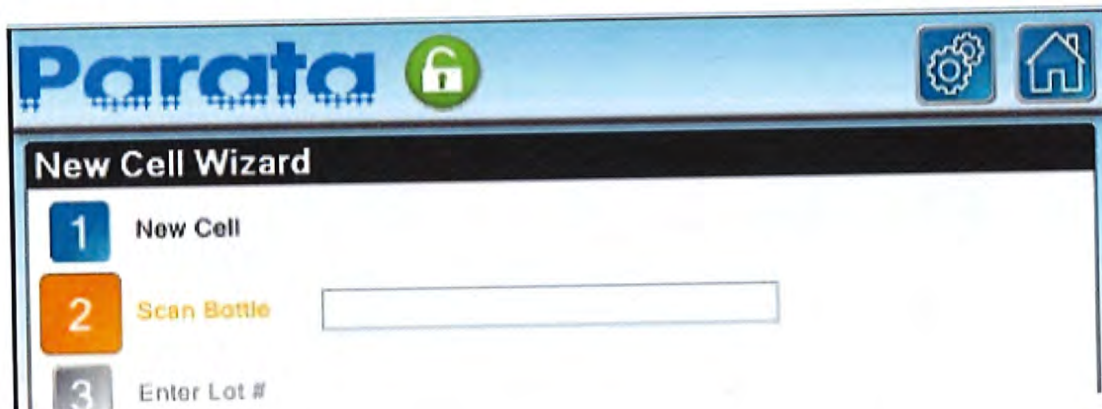 Parata
New Cell Wizard
1 New Cell
2 Scan Bottle
3 Enter Lot #